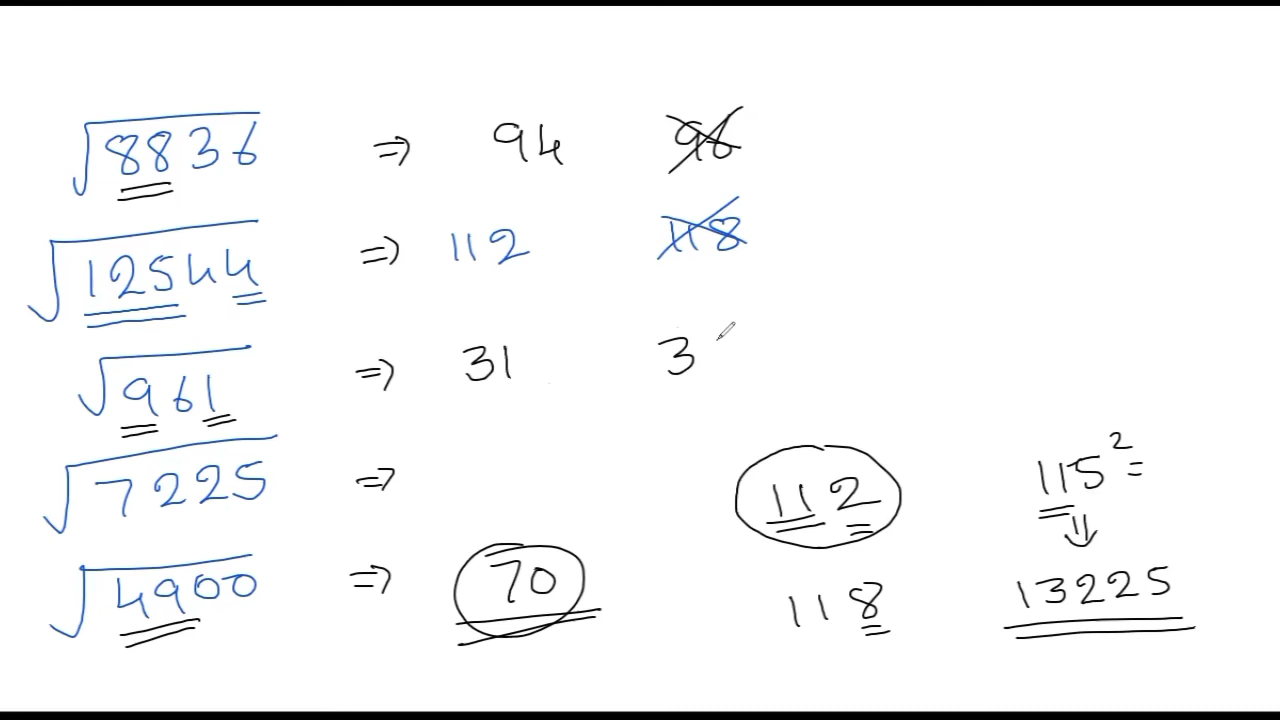 √8836 ⇒ 94 96
√12544 ⇒ 112 118
√961 ⇒ 31 3
√7225 ⇒
√4900 ⇒ 70
112
118
115² =
⇓
13225